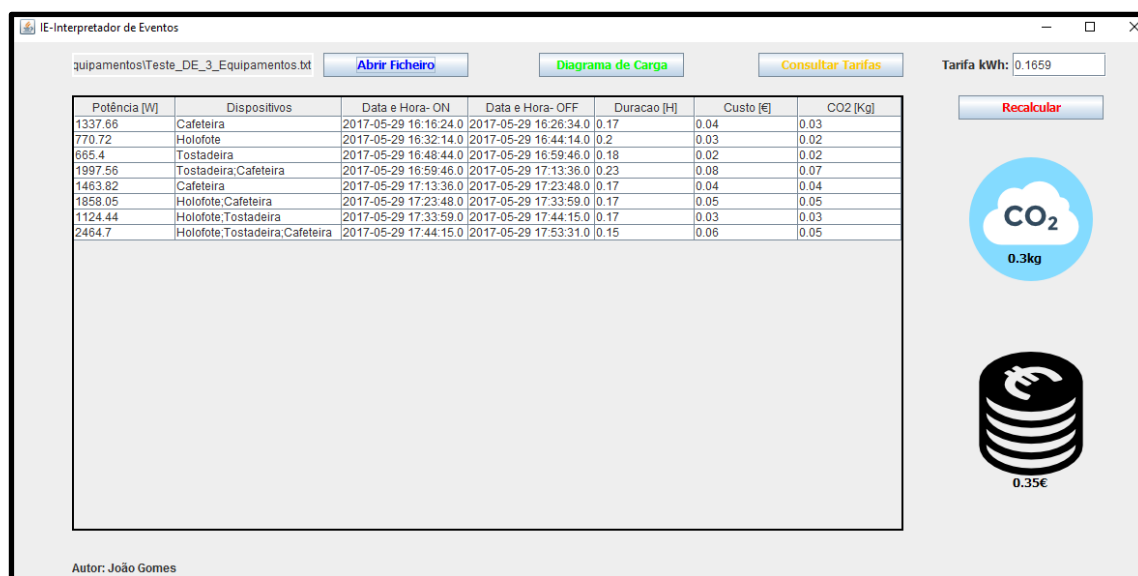 IE-Interpretador de Eventos
quipamentos\Teste_DE_3_Equipamentos.txt Abrir Ficheiro Diagrama de Carga Consultar Tarifas Tarifa kWh: 0.1659
Recalcular
Potência [W] Dispositivos Data e Hora- ON Data e Hora- OFF Duracao [H] Custo [€] CO2 [Kg]
1337.66 Cafeteira 2017-05-29 16:16:24.0 2017-05-29 16:26:34.0 0.17 0.04 0.03
770.72 Holofote 2017-05-29 16:32:14.0 2017-05-29 16:44:14.0 0.2 0.03 0.02
665.4 Tostadeira 2017-05-29 16:48:44.0 2017-05-29 16:59:46.0 0.18 0.02 0.02
1997.56 Tostadeira;Cafeteira 2017-05-29 16:59:46.0 2017-05-29 17:13:36.0 0.23 0.08 0.07
1463.82 Cafeteira 2017-05-29 17:13:36.0 2017-05-29 17:23:48.0 0.17 0.04 0.04
1858.05 Holofote;Cafeteira 2017-05-29 17:23:48.0 2017-05-29 17:33:59.0 0.17 0.05 0.05
1124.44 Holofote;Tostadeira 2017-05-29 17:33:59.0 2017-05-29 17:44:15.0 0.17 0.03 0.03
2464.7 Holofote;Tostadeira;Cafeteira 2017-05-29 17:44:15.0 2017-05-29 17:53:31.0 0.15 0.06 0.05
CO2
0.3kg
€
0.35€
Autor: João Gomes